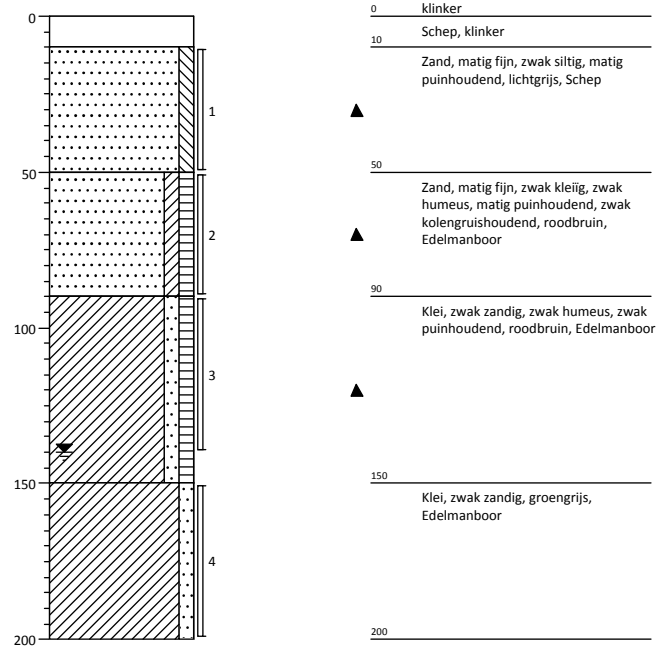 0
50
100
150
200
1
2
3
4
0
klinker
10
Schep, klinker
Zand, matig fijn, zwak siltig, matig
puinhoudend, lichtgrijs, Schep
50
Zand, matig fijn, zwak kleiïg, zwak
humeus, matig puinhoudend, zwak
kolengruishoudend, roodbruin,
Edelmanboor
90
Klei, zwak zandig, zwak humeus, zwak
puinhoudend, roodbruin, Edelmanboor
150
Klei, zwak zandig, groengrijs,
Edelmanboor
200